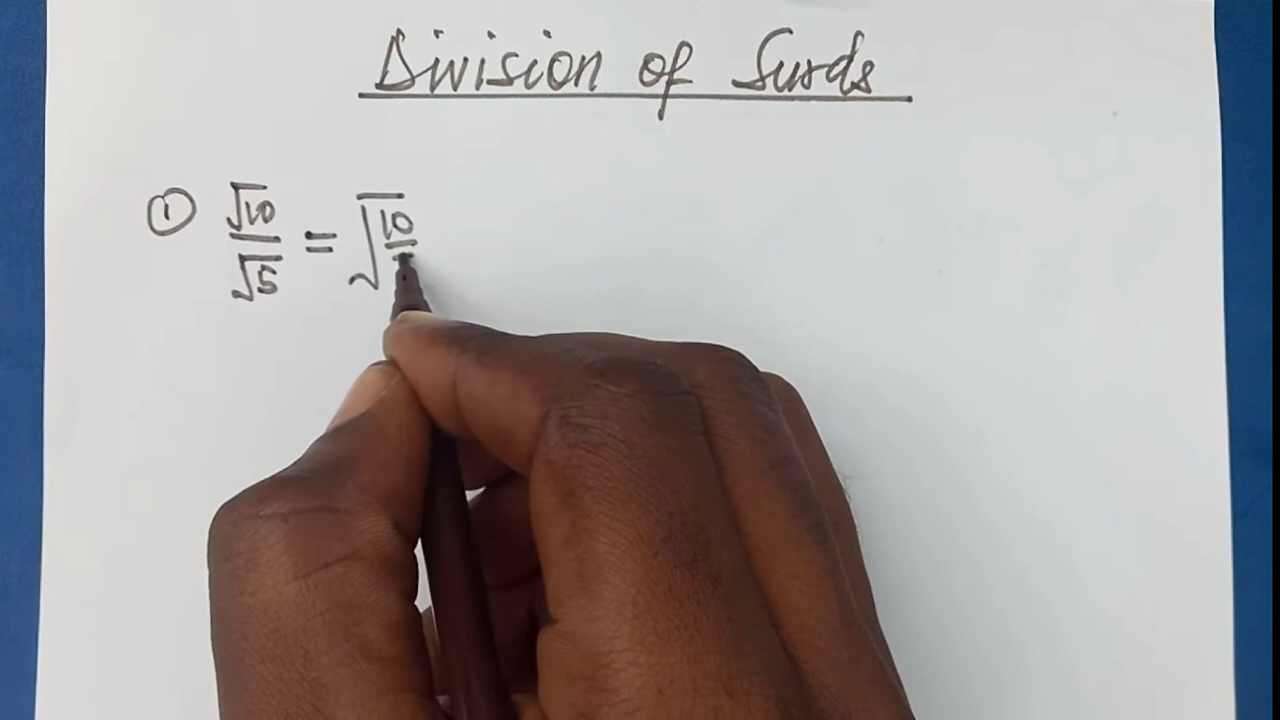 Division of Surds
① √10/√5 = √10/